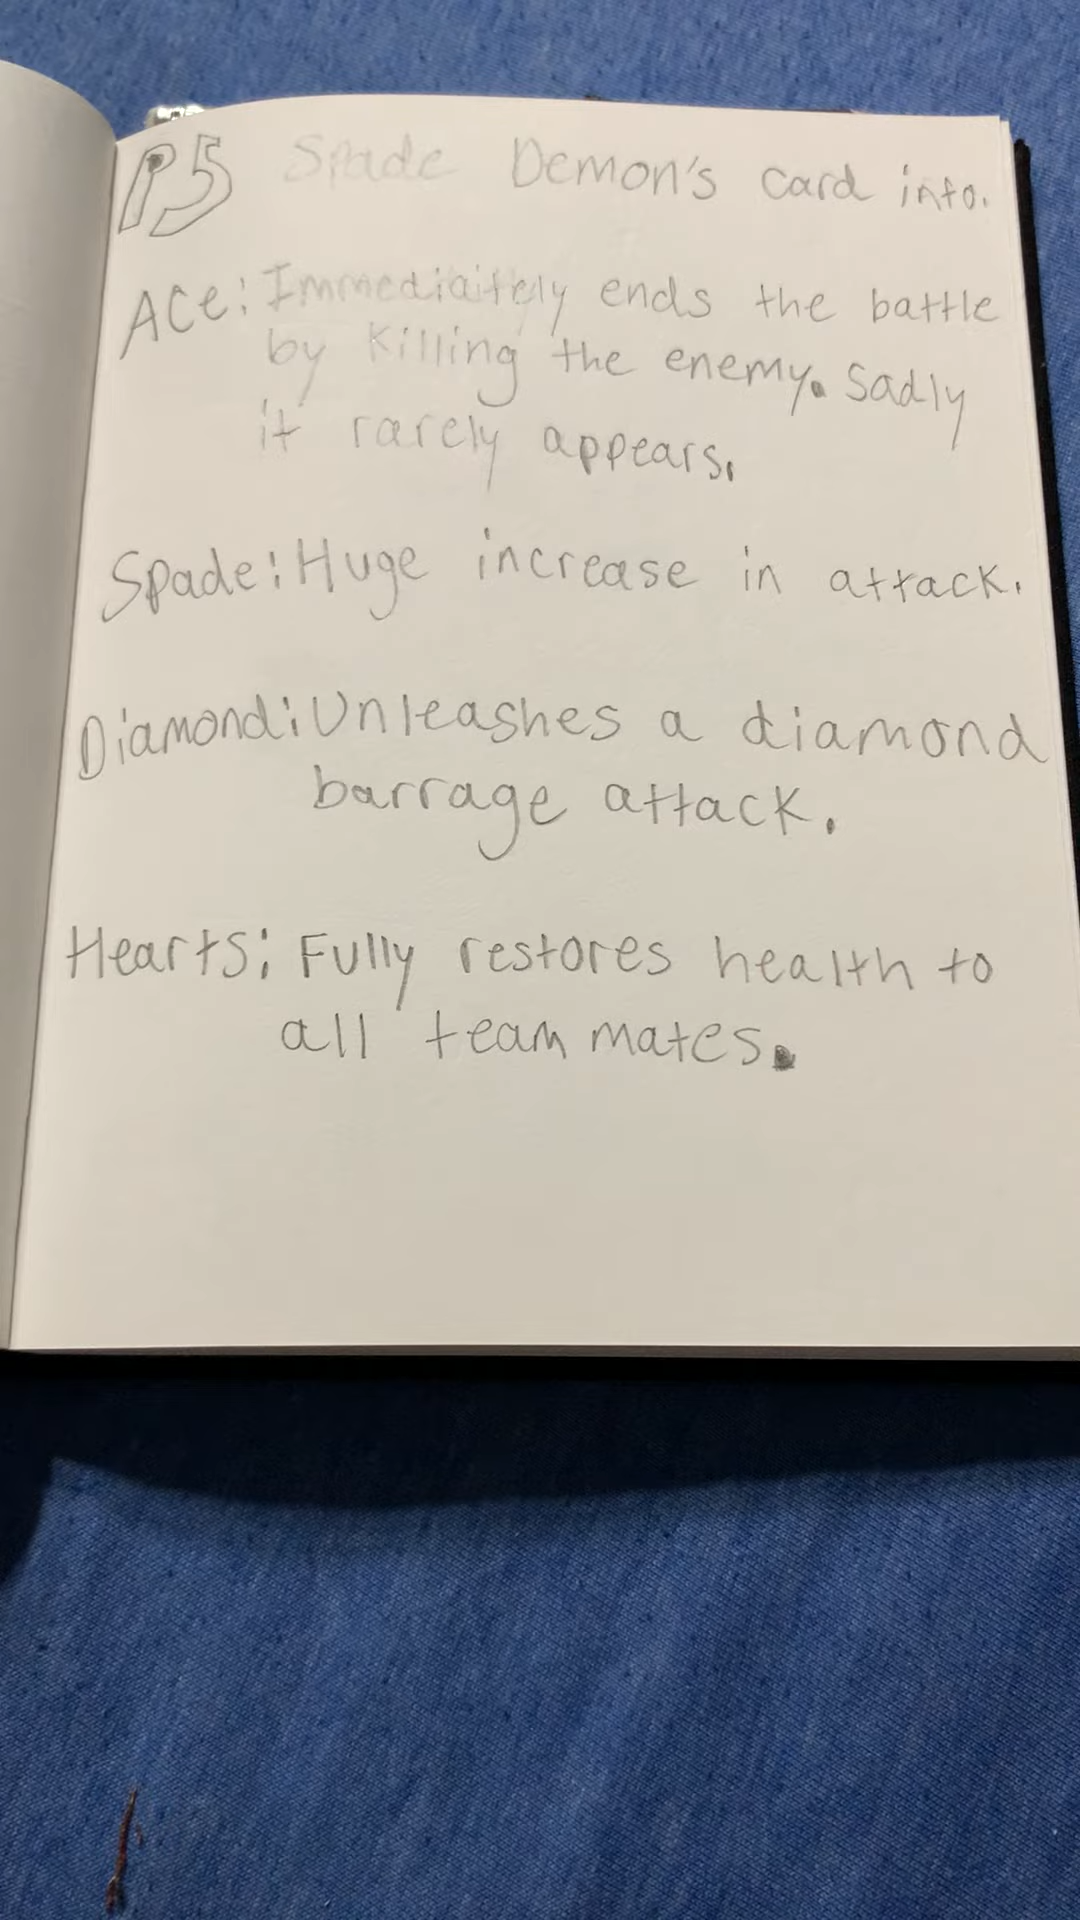 P5 Spade Demon's card info.
Ace: Immediaitely ends the battle
by killing the enemy. Sadly
it rarely appears.
Spade: Huge increase in attack.
Diamond: Unleashes a diamond
barrage attack.
Hearts: Fully restores health to
all team mates.